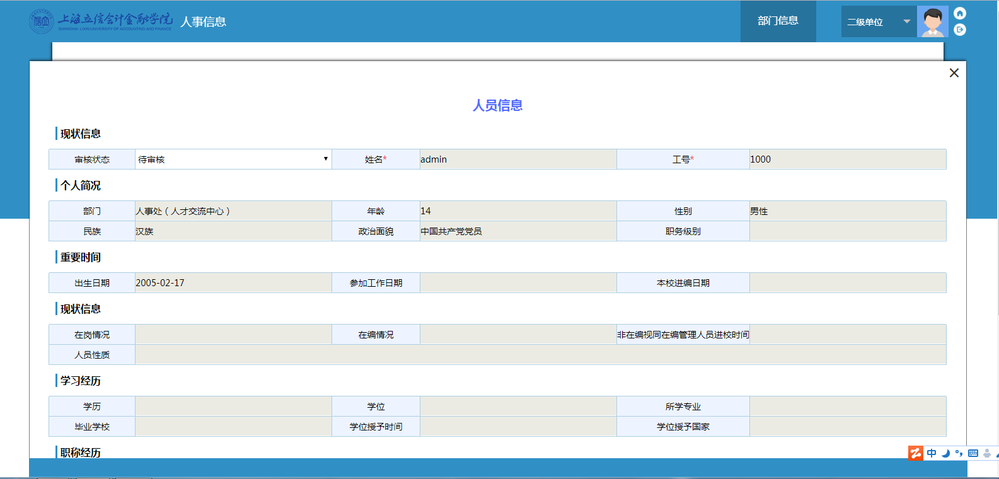 上海立信会计金融学院
SHANGHAI LIXIN UNIVERSITY OF ACCOUNTING AND FINANCE
人事信息
部门信息
二级单位
人员信息
现状信息
审核状态 待审核 姓名* admin 工号* 1000
个人简况
部门 人事处（人才交流中心） 年龄 14 性别 男性
民族 汉族 政治面貌 中国共产党党员 职务级别
重要时间
出生日期 2005-02-17 参加工作日期 本校进编日期
现状信息
在岗情况 在编情况 非在编视同在编管理人员进校时间
人员性质
学习经历
学历 学位 所学专业
毕业学校 学位授予时间 学位授予国家
职称经历
中